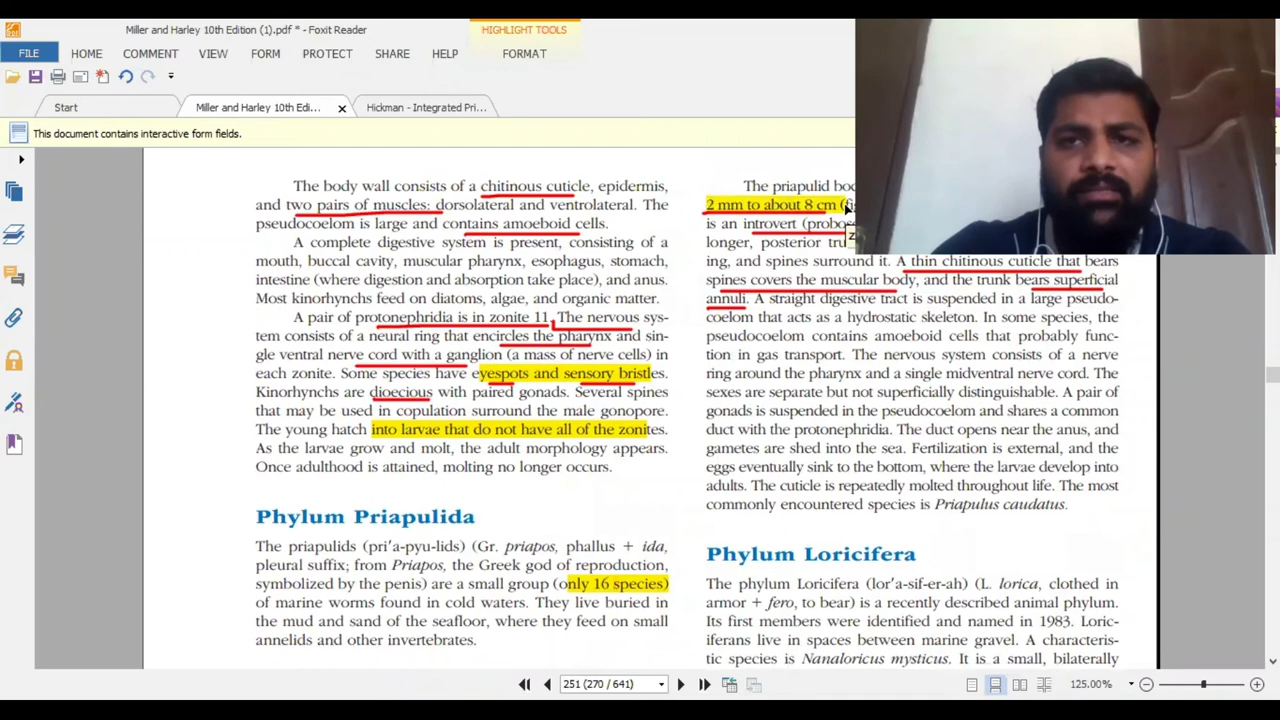 Miller and Harley 10th Edition (1).pdf * - Foxit Reader
HIGHLIGHT TOOLS
FILE HOME COMMENT VIEW FORM PROTECT SHARE HELP FORMAT
Start Miller and Harley 10th Edi... x Hickman - Integrated Pri...
This document contains interactive form fields.
The body wall consists of a chitinous cuticle, epidermis,
and two pairs of muscles: dorsolateral and ventrolateral. The
pseudocoelom is large and contains amoeboid cells.
A complete digestive system is present, consisting of a
mouth, buccal cavity, muscular pharynx, esophagus, stomach,
intestine (where digestion and absorption take place), and anus.
Most kinorhynchs feed on diatoms, algae, and organic matter.
A pair of protonephridia is in zonite 11. The nervous sys-
tem consists of a neural ring that encircles the pharynx and sin-
gle ventral nerve cord with a ganglion (a mass of nerve cells) in
each zonite. Some species have eyespots and sensory bristles.
Kinorhynchs are dioecious with paired gonads. Several spines
that may be used in copulation surround the male gonopore.
The young hatch into larvae that do not have all of the zonites.
As the larvae grow and molt, the adult morphology appears.
Once adulthood is attained, molting no longer occurs.
Phylum Priapulida
The priapulids (pri′a-pyu-lids) (Gr. priapos, phallus + ida,
pleural suffix; from Priapos, the Greek god of reproduction,
symbolized by the penis) are a small group (only 16 species)
of marine worms found in cold waters. They live buried in
the mud and sand of the seafloor, where they feed on small
annelids and other invertebrates.
The priapulid
2 mm to about 8 cm
is an introvert
longer, posterior
ing, and spines surround it. A thin chitinous cuticle that bears
spines covers the muscular body, and the trunk bears superficial
annuli. A straight digestive tract is suspended in a large pseudo-
coelom that acts as a hydrostatic skeleton. In some species, the
pseudocoelom contains amoeboid cells that probably func-
tion in gas transport. The nervous system consists of a nerve
ring around the pharynx and a single midventral nerve cord. The
sexes are separate but not superficially distinguishable. A pair of
gonads is suspended in the pseudocoelom and shares a common
duct with the protonephridia. The duct opens near the anus, and
gametes are shed into the sea. Fertilization is external, and the
eggs eventually sink to the bottom, where the larvae develop into
adults. The cuticle is repeatedly molted throughout life. The most
commonly encountered species is Priapulus caudatus.
Phylum Loricifera
The phylum Loricifera (lor′a-sif-er-ah) (L. lorica, clothed in
armor + fero, to bear) is a recently described animal phylum.
Its first members were identified and named in 1983. Loric-
iferans live in spaces between marine gravel. A characteris-
tic species is Nanaloricus mysticus. It is a small, bilaterally
251 (270 / 641)
125.00%